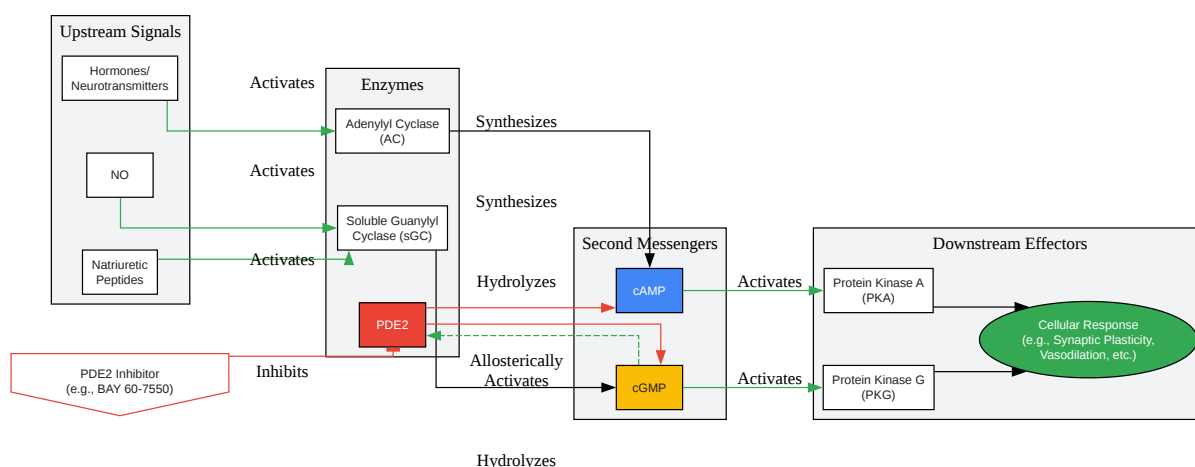 Upstream Signals
Hormones/
Neurotransmitters
NO
Natriuretic
Peptides
PDE2 Inhibitor
(e.g., BAY 60-7550)
Activates
Activates
Activates
Inhibits
Enzymes
Adenylyl Cyclase
(AC)
Soluble Guanylyl
Cyclase (sGC)
PDE2
Synthesizes
Synthesizes
Hydrolyzes
Allosterically
Activates
Hydrolyzes
Second Messengers
cAMP
cGMP
Activates
Activates
Downstream Effectors
Protein Kinase A
(PKA)
Protein Kinase G
(PKG)
Cellular Response
(e.g., Synaptic Plasticity,
Vasodilation, etc.)